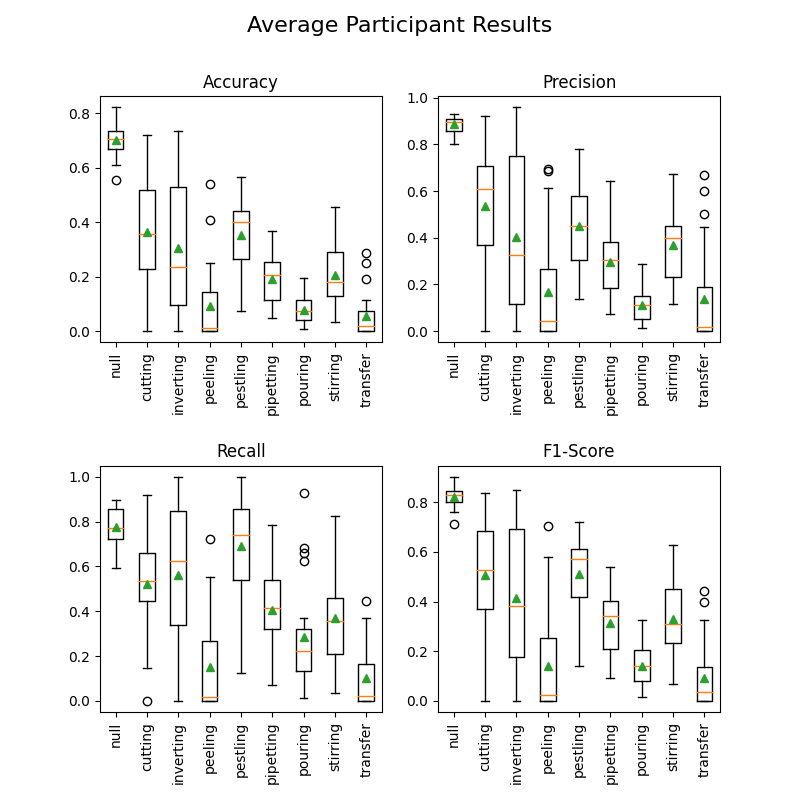 Average Participant Results
Accuracy
0.8
0.6
0.4
0.2
0.0
null
cutting
inverting
peeling
pestling
pipetting
pouring
stirring
transfer
Precision
1.0
0.8
0.6
0.4
0.2
0.0
null
cutting
inverting
peeling
pestling
pipetting
pouring
stirring
transfer
Recall
1.0
0.8
0.6
0.4
0.2
0.0
null
cutting
inverting
peeling
pestling
pipetting
pouring
stirring
transfer
F1-Score
0.8
0.6
0.4
0.2
0.0
null
cutting
inverting
peeling
pestling
pipetting
pouring
stirring
transfer